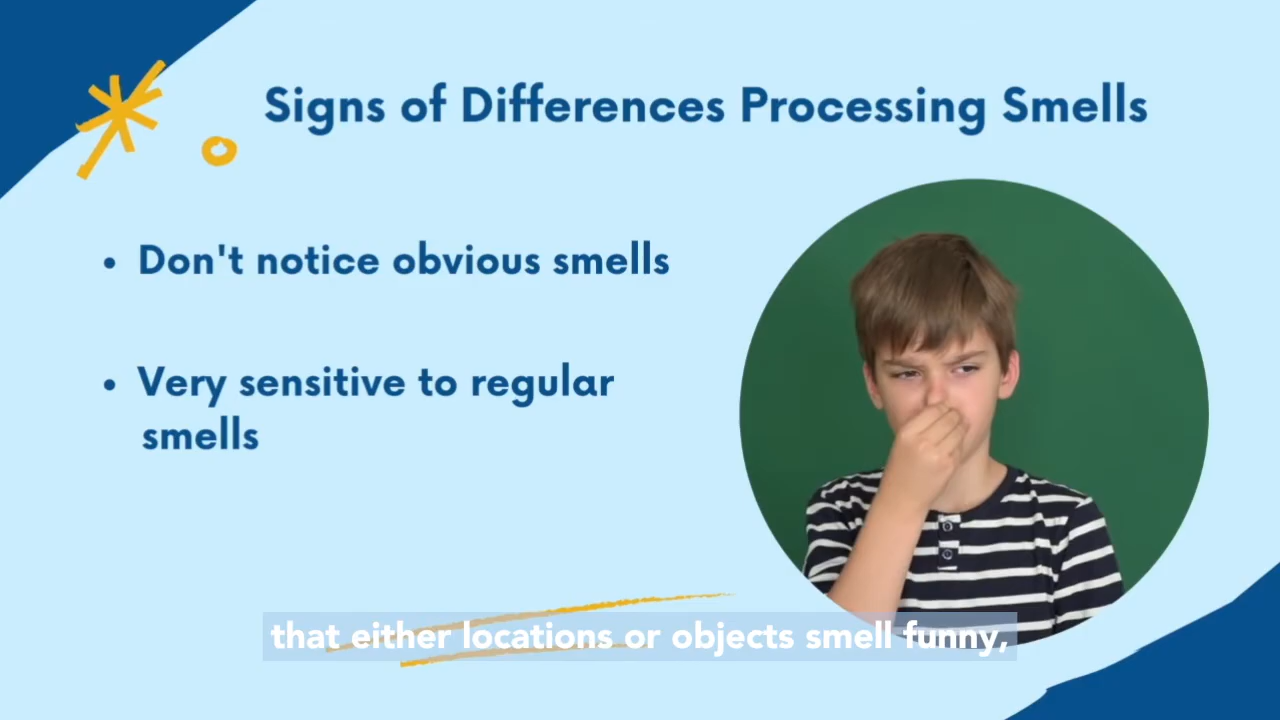 Signs of Differences Processing Smells
• Don't notice obvious smells
• Very sensitive to regular
smells
that either locations or objects smell funny,